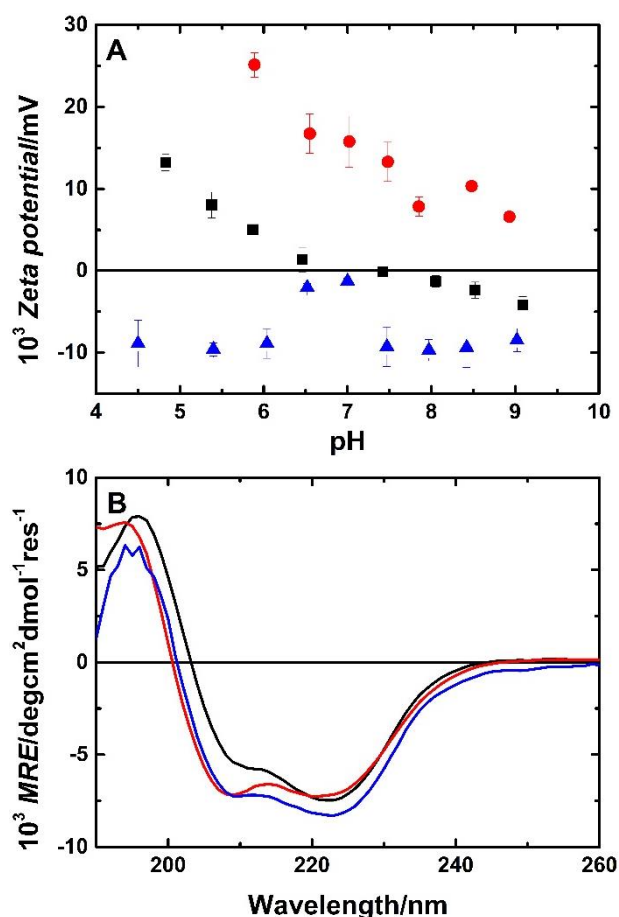 A
30
20
10
0
-10
10³ Zeta potential/mV
4 5 6 7 8 9 10
pH
B
10
5
0
-5
-10
10³ MRE/degcm²dmol⁻¹res⁻¹
200 220 240 260
Wavelength/nm